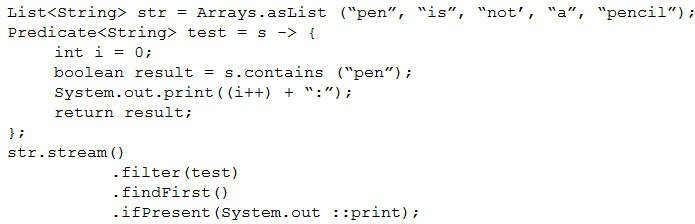 List<String> str = Arrays.asList (“pen”, “is”, “not’, “a”, “pencil”);
Predicate<String> test = s -> {
int i = 0;
boolean result = s.contains (“pen”);
System.out.print((i++) + “:”);
return result;
};
str.stream()
.filter(test)
.findFirst()
.ifPresent(System.out ::print);